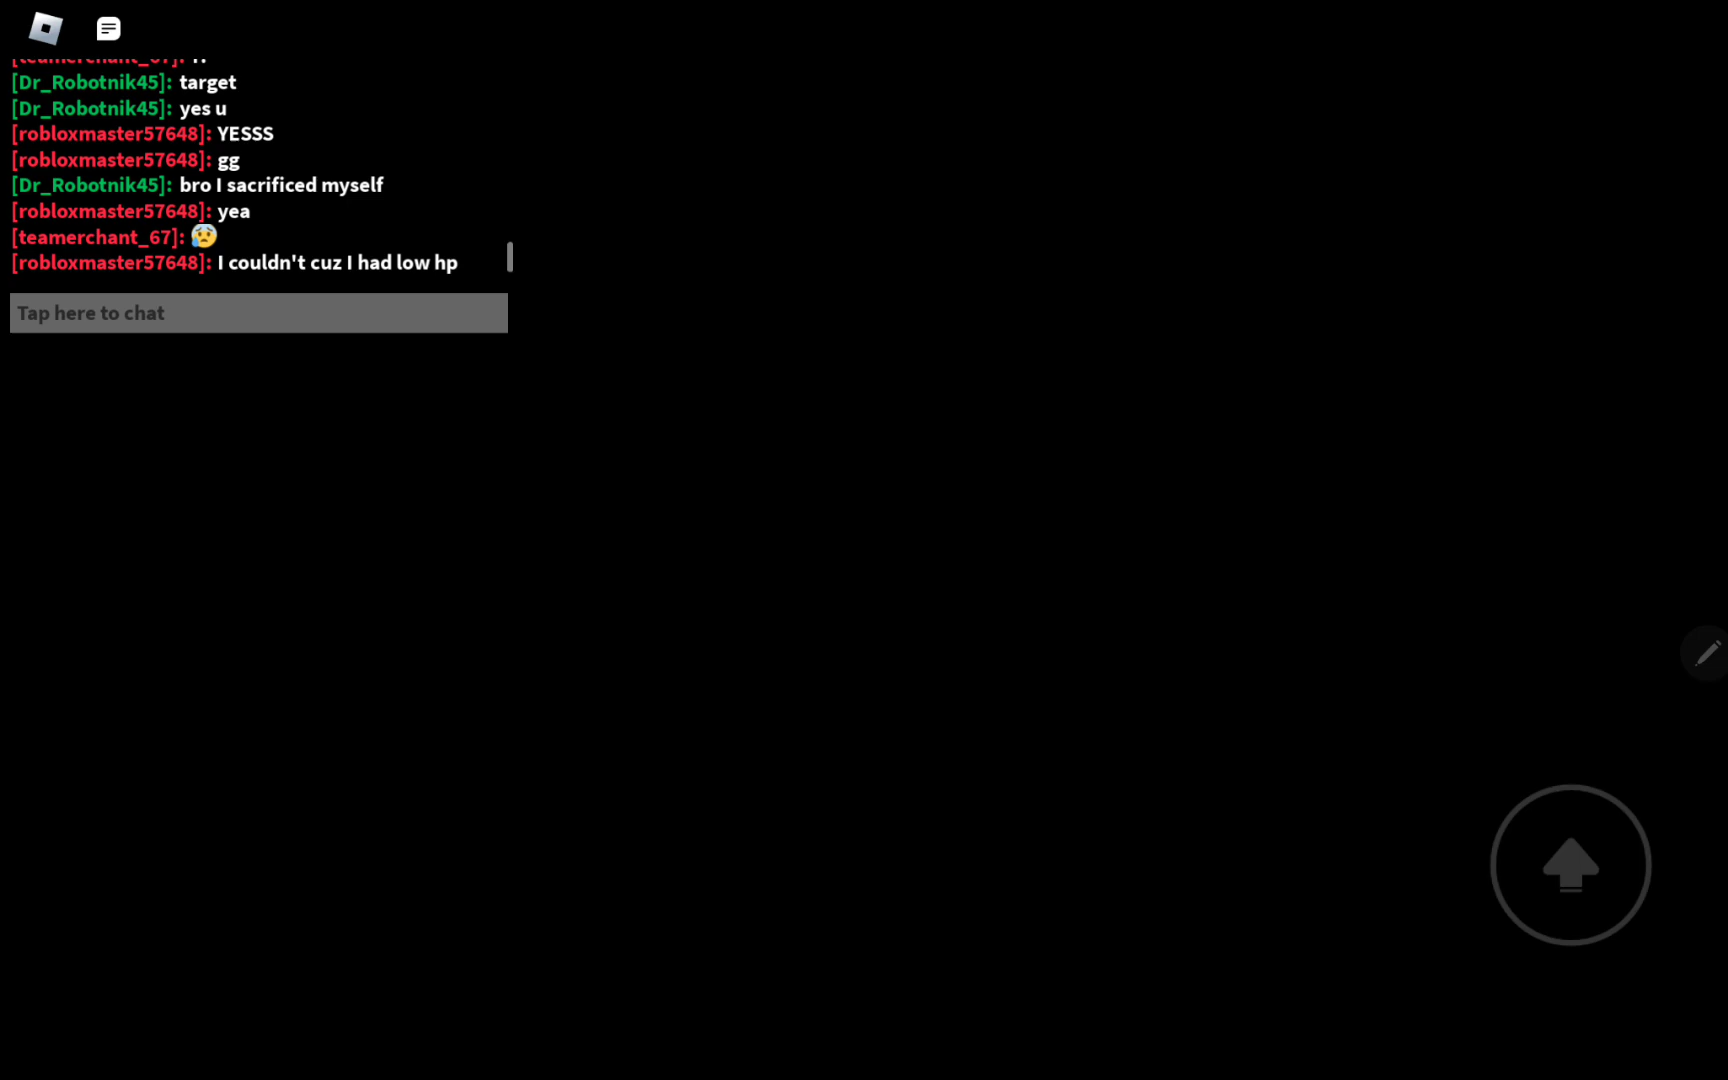 [Dr_Robotnik45]: target
[Dr_Robotnik45]: yes u
[robloxmaster57648]: YESSS
[robloxmaster57648]: gg
[Dr_Robotnik45]: bro I sacrificed myself
[robloxmaster57648]: yea
[teamerchant_67]: 😰
[robloxmaster57648]: I couldn't cuz I had low hp
Tap here to chat